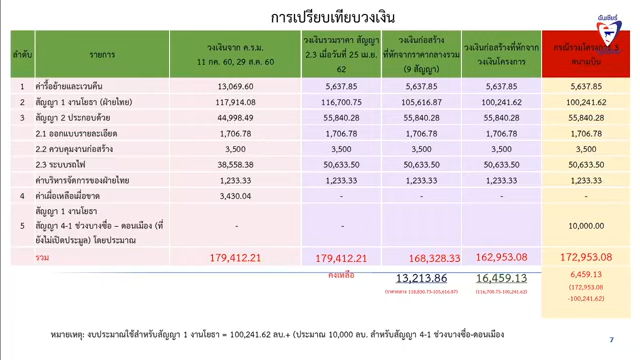 การเปรียบเทียบวงเงิน
ลำดับ รายการ วงเงินจาก ค.ร.ม. 11 กค. 60, 29 ส.ค. 60 วงเงินรวมราคา สัญญา 2.3 เมื่อวันที่ 25 เม.ย. 62 วงเงินก่อสร้าง ที่หักจากราคากลางรวม (9 สัญญา) วงเงินก่อสร้างที่หักจาก วงเงินโครงการ กรณีรวมโครงการ 3 สนามบิน
1 ค่ารื้อย้ายและเวนคืน 13,069.60 5,637.85 5,637.85 5,637.85 5,637.85
2 สัญญา 1 งานโยธา (ฝ่ายไทย) 117,914.08 116,700.75 105,616.87 100,241.62 100,241.62
3 สัญญา 2 ประกอบด้วย 44,998.49 55,840.28 55,840.28 55,840.28 55,840.28
2.1 ออกแบบรายละเอียด 1,706.78 1,706.78 1,706.78 1,706.78 1,706.78
2.2 ควบคุมงานก่อสร้าง 3,500 3,500 3,500 3,500 3,500
2.3 ระบบรถไฟ 38,558.38 50,633.50 50,633.50 50,633.50 50,633.50
ค่าบริหารจัดการของฝ่ายไทย 1,233.33 1,233.33 1,233.33 1,233.33 1,233.33
4 ค่าเผื่อเหลือเผื่อขาด 3,430.04 - - - -
สัญญา 1 งานโยธา
5 สัญญา 4-1 ช่วงบางซื่อ – ดอนเมือง (ที่ - - 10,000.00
ยังไม่เปิดประมูล) โดยประมาณ
รวม 179,412.21 179,412.21 168,328.33 162,953.08 172,953.08
คงเหลือ 13,213.86 16,459.13 6,459.13
(116,700.75-100,241.62) (172,953.08
-100,241.62)
หมายเหตุ: งบประมาณใช้สำหรับสัญญา 1 งานโยธา = 100,241.62 ลบ.+ (ประมาณ 10,000 ลบ. สำหรับสัญญา 4-1 ช่วงบางซื่อ-ดอนเมือง
7